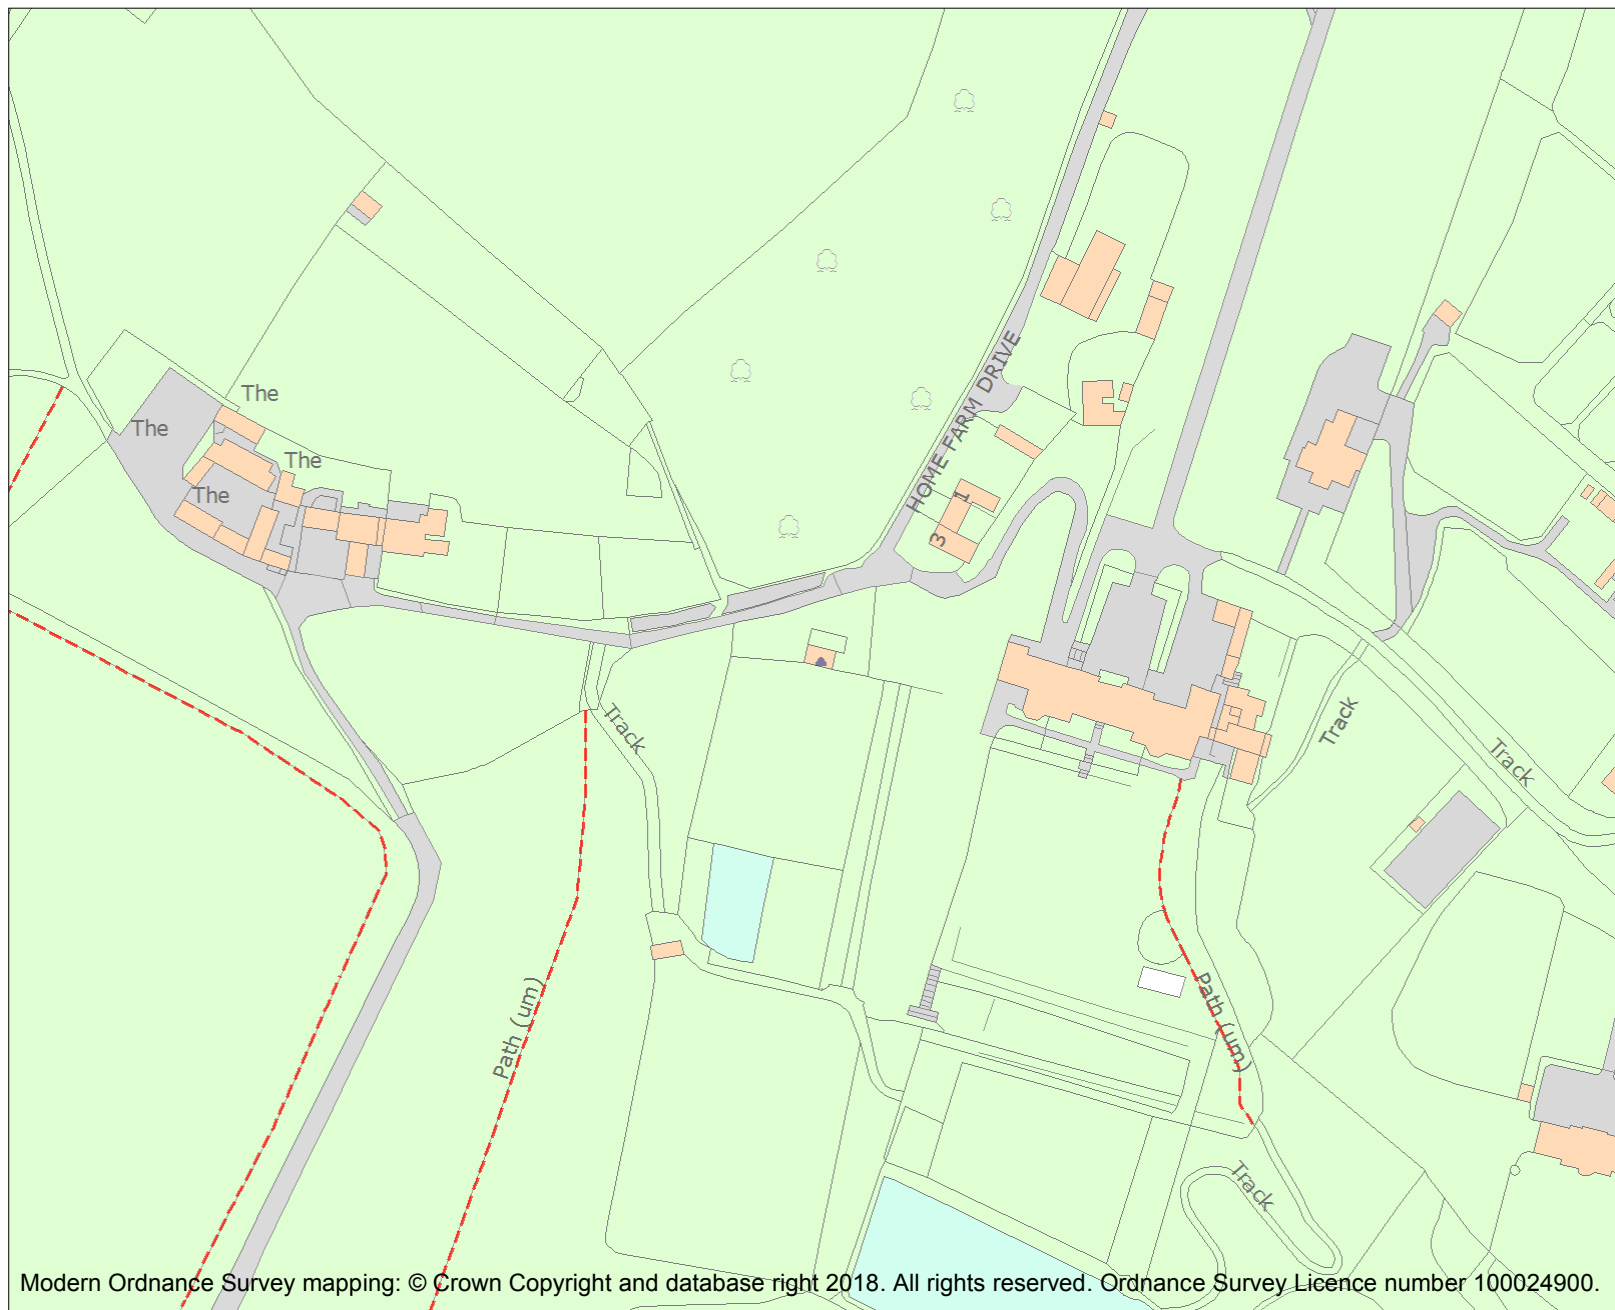 HOME FARM DRIVE
The
The
The
The
1
3
Track
Track
Track
Path (um)
Path (um)
Track
Modern Ordnance Survey mapping: © Crown Copyright and database right 2018. All rights reserved. Ordnance Survey Licence number 100024900.